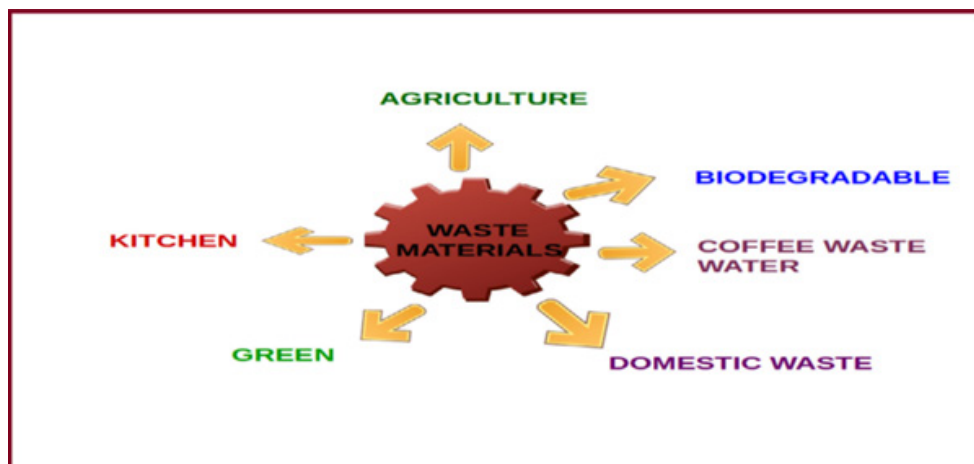 AGRICULTURE
BIODEGRADABLE
WASTE
MATERIALS
KITCHEN
COFFEE WASTE
WATER
GREEN
DOMESTIC WASTE